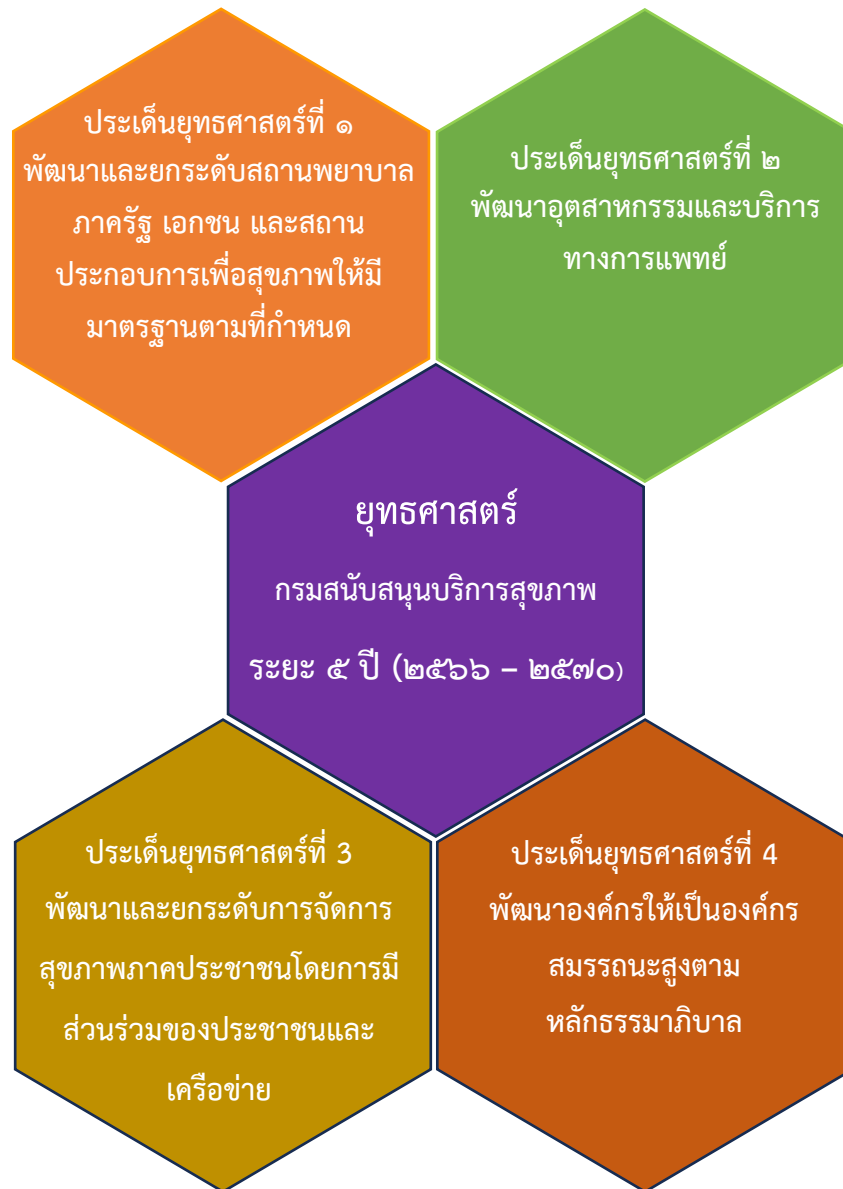 ประเด็นยุทธศาสตร์ที่ ๑
พัฒนาและยกระดับสถานพยาบาล
ภาครัฐ เอกชน และสถาน
ประกอบการเพื่อสุขภาพให้มี
มาตรฐานตามที่กำหนด
ประเด็นยุทธศาสตร์ที่ ๒
พัฒนาอุตสาหกรรมและบริการ
ทางการแพทย์
ยุทธศาสตร์
กรมสนับสนุนบริการสุขภาพ
ระยะ ๕ ปี (๒๕๖๖ – ๒๕๗๐)
ประเด็นยุทธศาสตร์ที่ 3
พัฒนาและยกระดับการจัดการ
สุขภาพภาคประชาชนโดยการมี
ส่วนร่วมของประชาชนและ
เครือข่าย
ประเด็นยุทธศาสตร์ที่ 4
พัฒนาองค์กรให้เป็นองค์กร
สมรรถนะสูงตาม
หลักธรรมาภิบาล